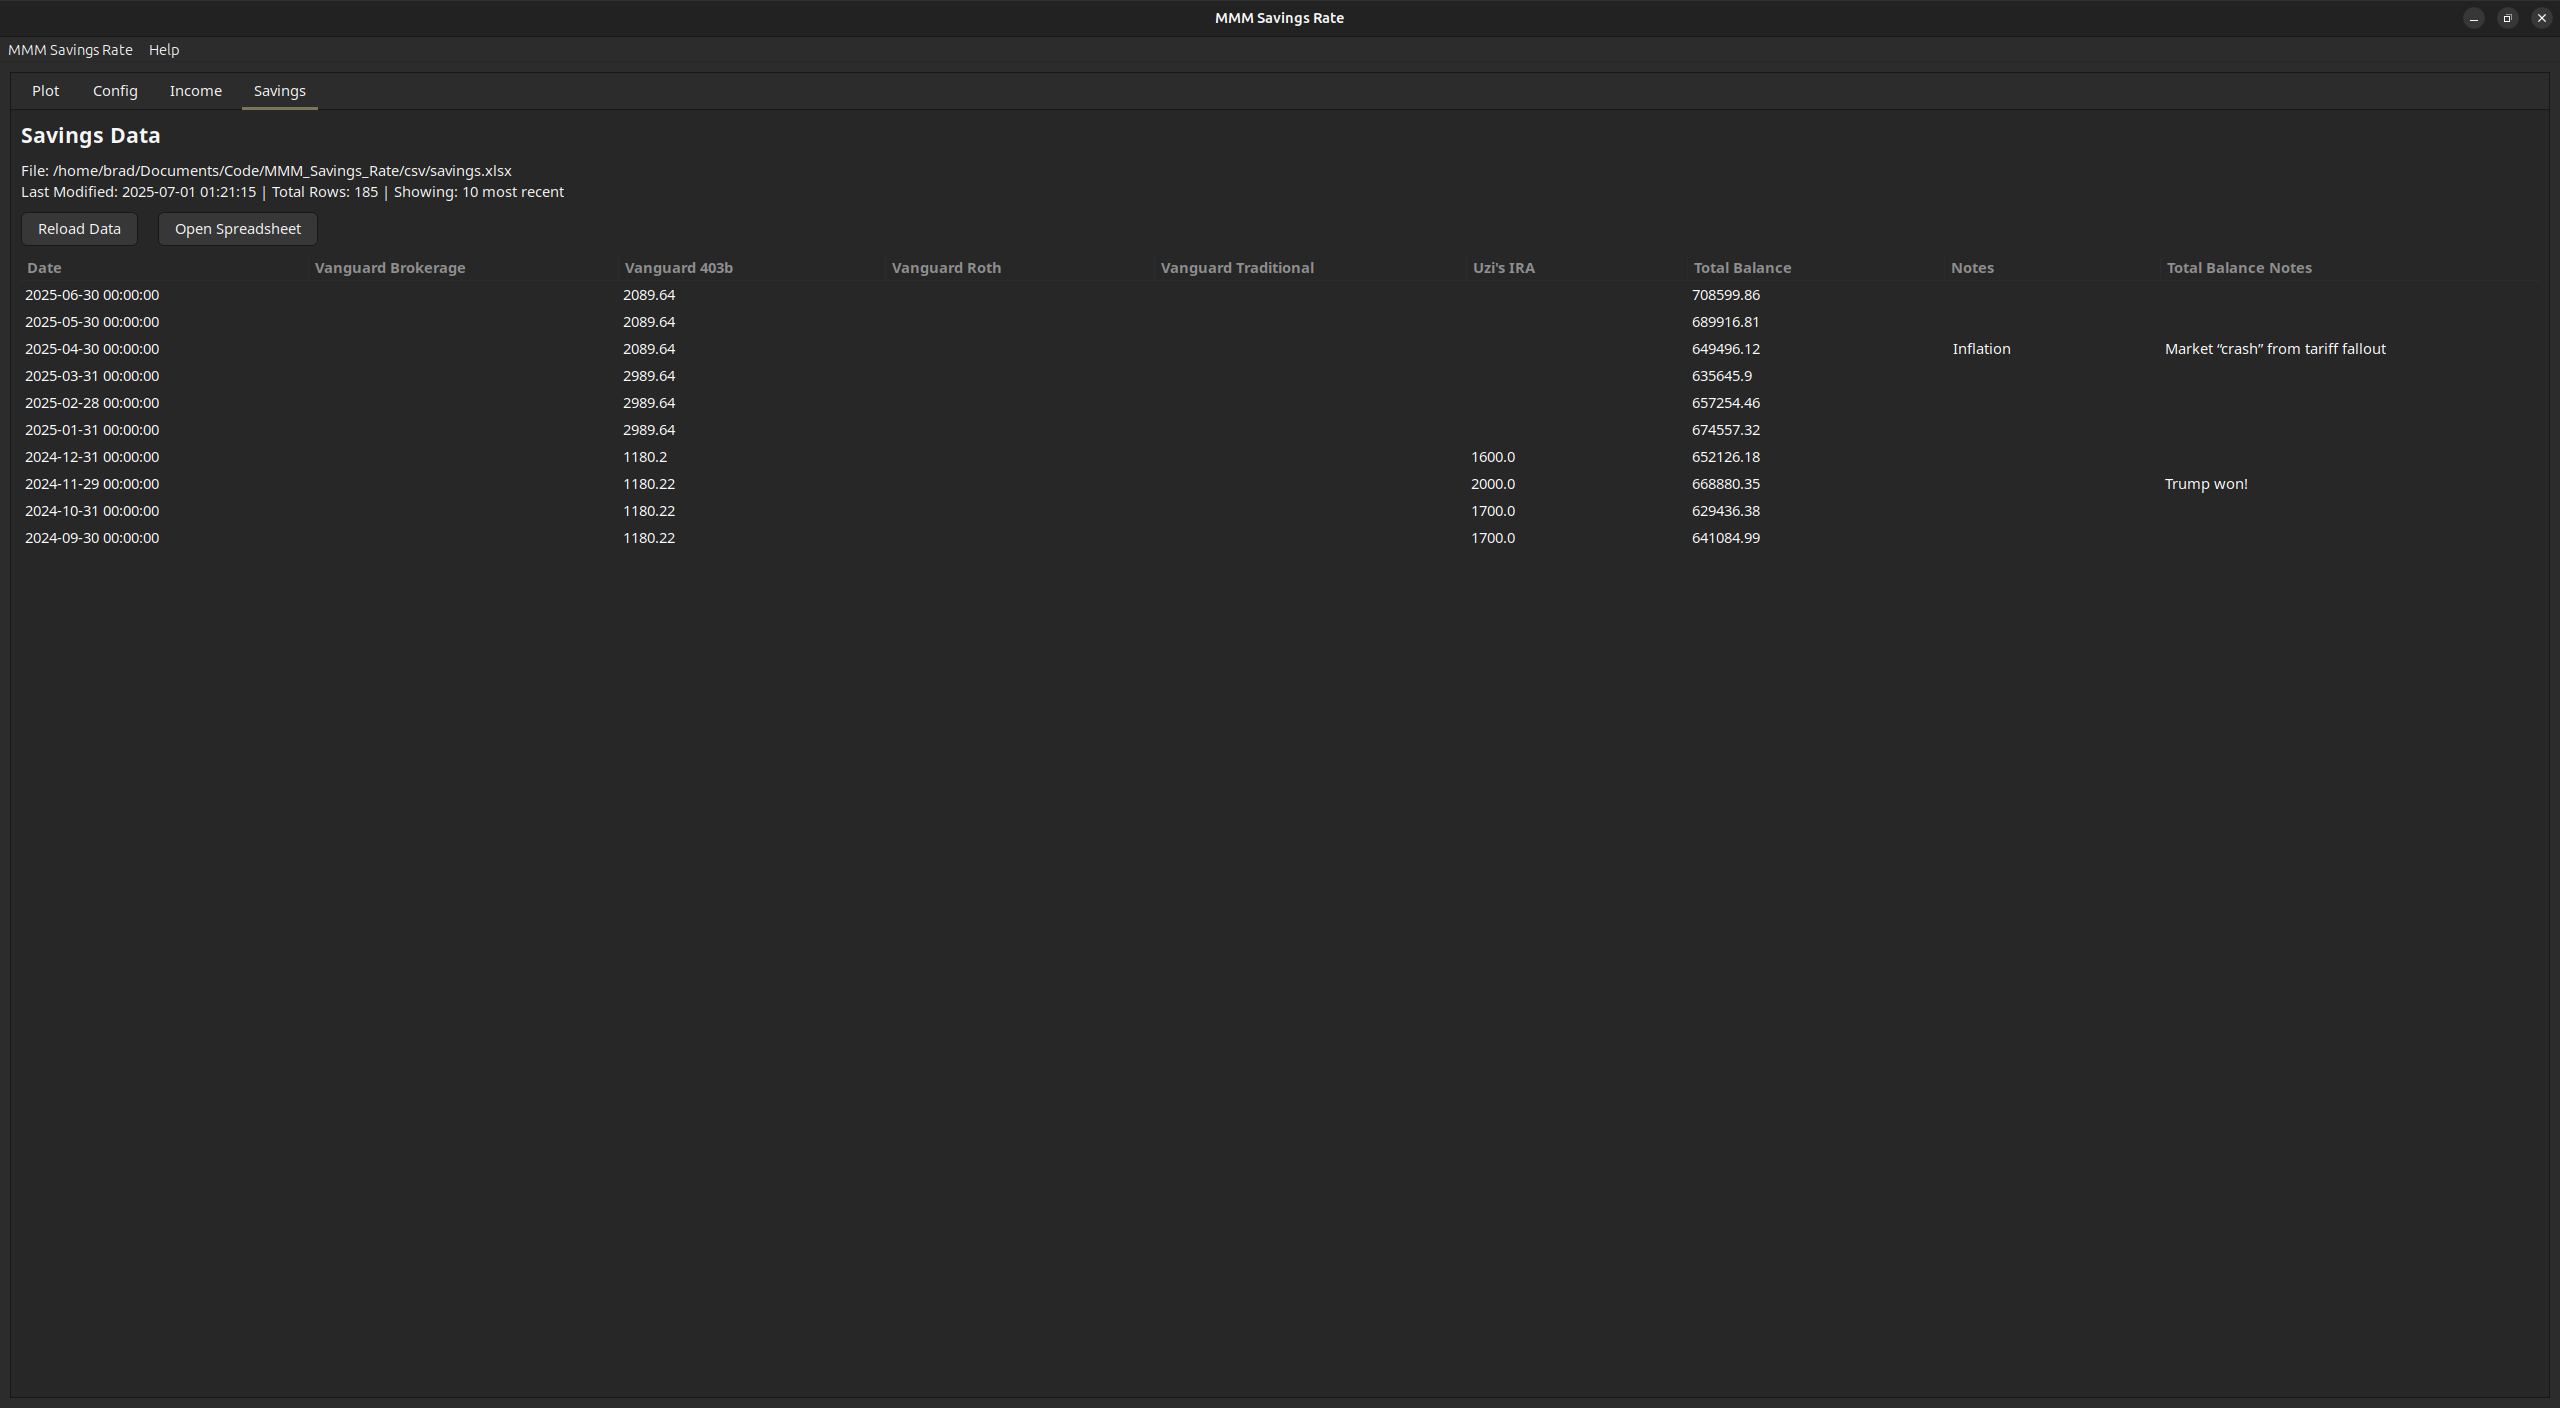 MMM Savings Rate
MMM Savings Rate Help
Plot Config Income Savings
Savings Data
File: /home/brad/Documents/Code/MMM_Savings_Rate/csv/savings.xlsx
Last Modified: 2025-07-01 01:21:15 | Total Rows: 185 | Showing: 10 most recent
Reload Data Open Spreadsheet
Date Vanguard Brokerage Vanguard 403b Vanguard Roth Vanguard Traditional Uzi's IRA Total Balance Notes Total Balance Notes
2025-06-30 00:00:00 2089.64 708599.86
2025-05-30 00:00:00 2089.64 689916.81
2025-04-30 00:00:00 2089.64 649496.12 Inflation Market “crash” from tariff fallout
2025-03-31 00:00:00 2989.64 635645.9
2025-02-28 00:00:00 2989.64 657254.46
2025-01-31 00:00:00 2989.64 674557.32
2024-12-31 00:00:00 1180.2 1600.0 652126.18
2024-11-29 00:00:00 1180.22 2000.0 668880.35 Trump won!
2024-10-31 00:00:00 1180.22 1700.0 629436.38
2024-09-30 00:00:00 1180.22 1700.0 641084.99